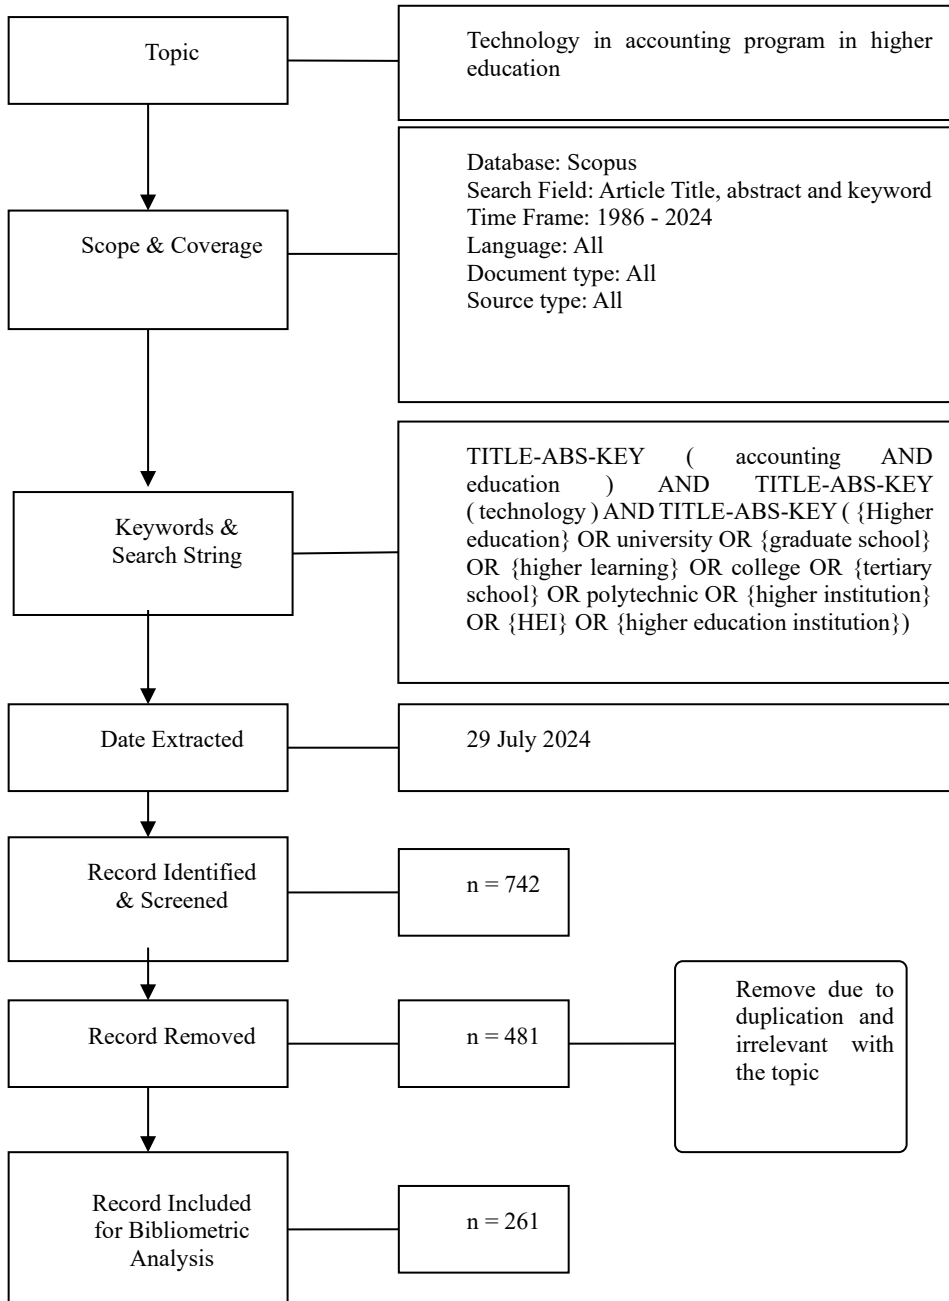 Topic
Technology in accounting program in higher
education
Scope & Coverage
Database: Scopus
Search Field: Article Title, abstract and keyword
Time Frame: 1986 - 2024
Language: All
Document type: All
Source type: All
Keywords &
Search String
TITLE-ABS-KEY ( accounting AND
education ) AND TITLE-ABS-KEY
( technology ) AND TITLE-ABS-KEY ( {Higher
education} OR university OR {graduate school}
OR {higher learning} OR college OR {tertiary
school} OR polytechnic OR {higher institution}
OR {HEI} OR {higher education institution})
Date Extracted
29 July 2024
Record Identified
& Screened
n = 742
Record Removed
n = 481
Remove due to
duplication and
irrelevant with
the topic
Record Included
for Bibliometric
Analysis
n = 261